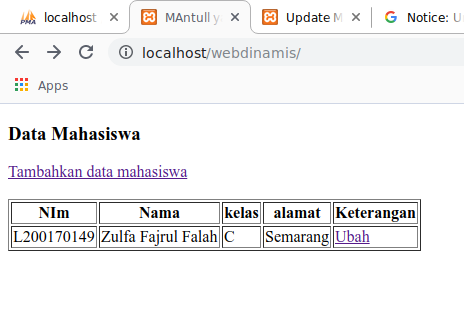 localhost
MAntull y
Update M
Notice: U
localhost/webdinamis/
Apps
Data Mahasiswa
Tambahkan data mahasiswa
NIm Nama kelas alamat Keterangan
L200170149 Zulfa Fajrul Falah C Semarang Ubah